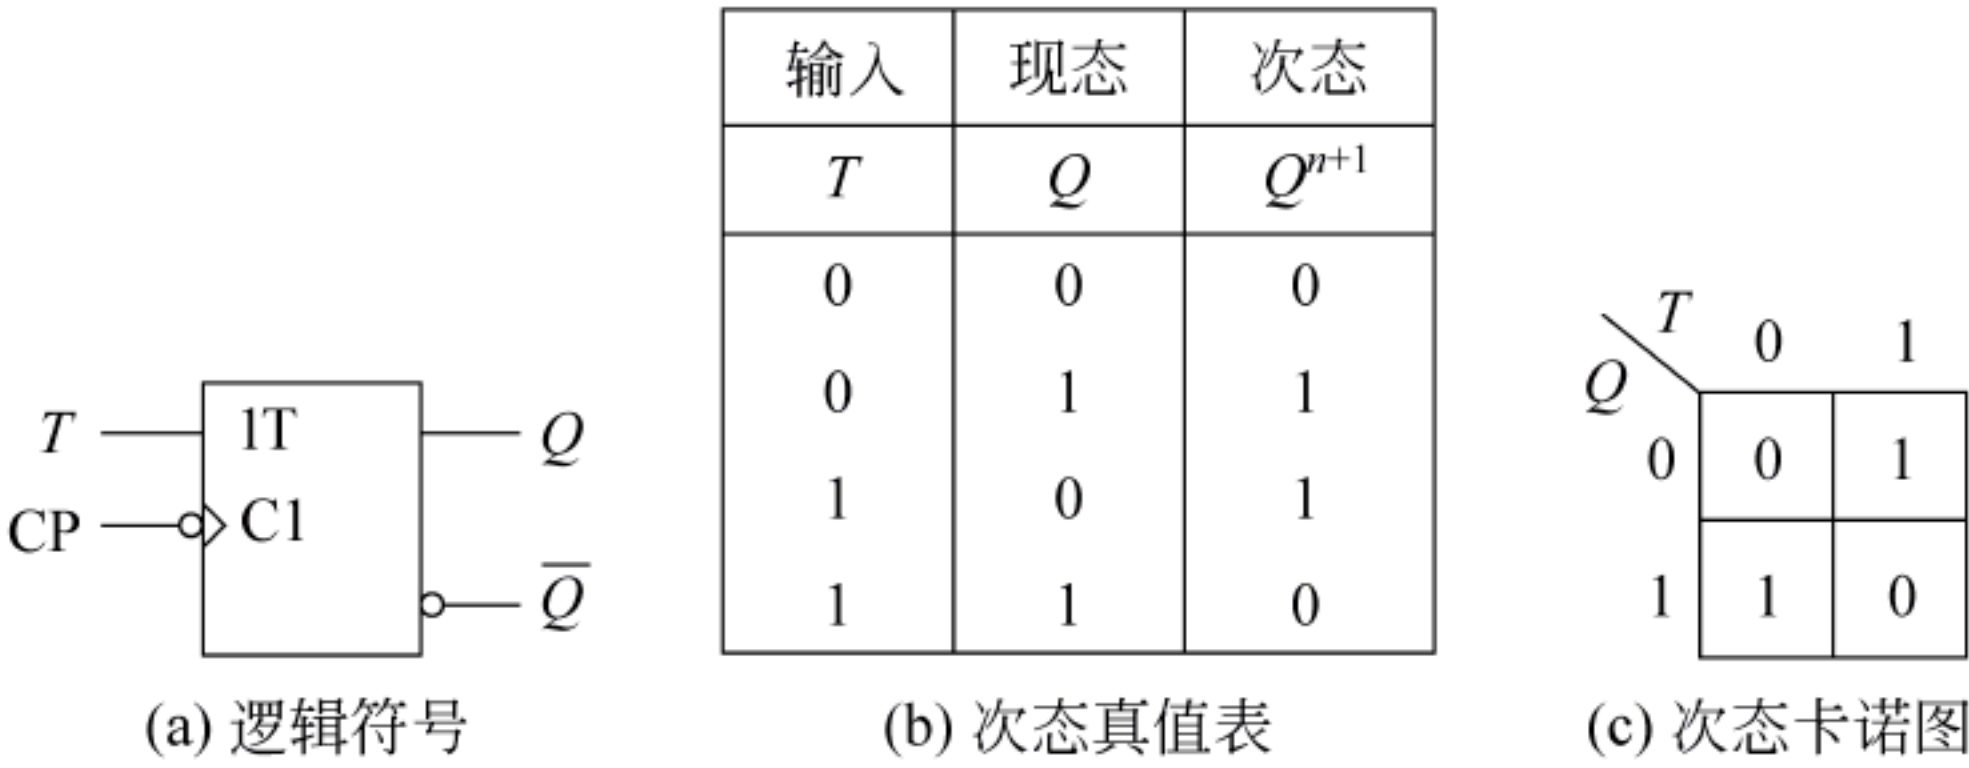 T 1T Q
CP C1
Q̅
(a) 逻辑符号
输入 现态 次态
T Q Qⁿ⁺¹
0 0 0
0 1 1
1 0 1
1 1 0
(b) 次态真值表
T
Q 0 1
0 0 1
1 1 0
(c) 次态卡诺图